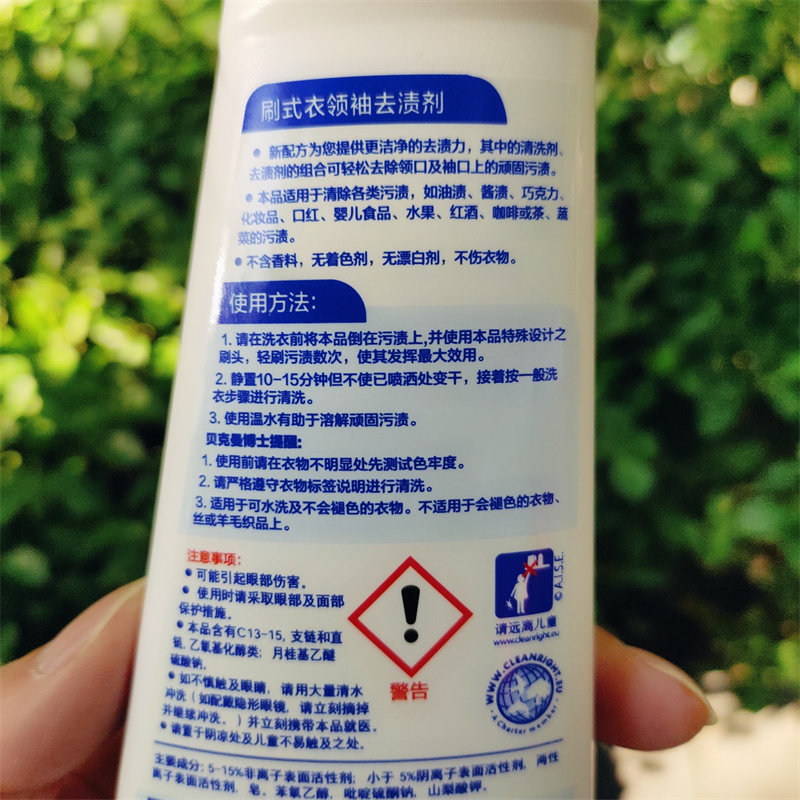 刷式衣领袖去渍剂
● 新配方为您提供更洁净的去渍力，其中的清洗剂、
去渍剂的组合可轻松去除领口及袖口上的顽固污渍。
● 本品适用于清除各类污渍，如油渍、酱渍、巧克力、
化妆品、口红、婴儿食品、水果、红酒、咖啡或茶、蔬
菜的污渍。
● 不含香料，无着色剂，无漂白剂，不伤衣物。
使用方法：
1. 请在洗衣前将本品倒在污渍上,并使用本品特殊设计之
刷头，轻刷污渍数次，使其发挥最大效用。
2. 静置10-15分钟但不使已喷洒处变干，接着按一般洗
衣步骤进行清洗。
3. 使用温水有助于溶解顽固污渍。
贝克曼博士提醒:
1. 使用前请在衣物不明显处先测试色牢度。
2. 请严格遵守衣物标签说明进行清洗。
3. 适用于可水洗及不会褪色的衣物。不适用于会褪色的衣物、
丝或羊毛织品上。
注意事项：
● 可能引起眼部伤害。
● 使用时请采取眼部及面部
保护措施。
● 本品含有C13-15, 支链和直
链, 乙氧基化醇类; 月桂基乙醚
硫酸钠。
● 如不慎触及眼睛，请用大量清水
冲洗（如配戴隐形眼镜，请立刻摘掉
并继续冲洗。）并立刻携带本品就医。
● 请置于阴凉处及儿童不易触及之处。
警告
© A.I.S.E.
请远离儿童
www.cleanright.eu
WWW.CLEANRIGHT.EU
A Charter member
主要成分: 5-15%非离子表面活性剂; 小于 5%阴离子表面活性剂, 两性
离子表面活性剂, 皂。苯氧乙醇, 吡啶硫酮钠, 山梨酸钾。